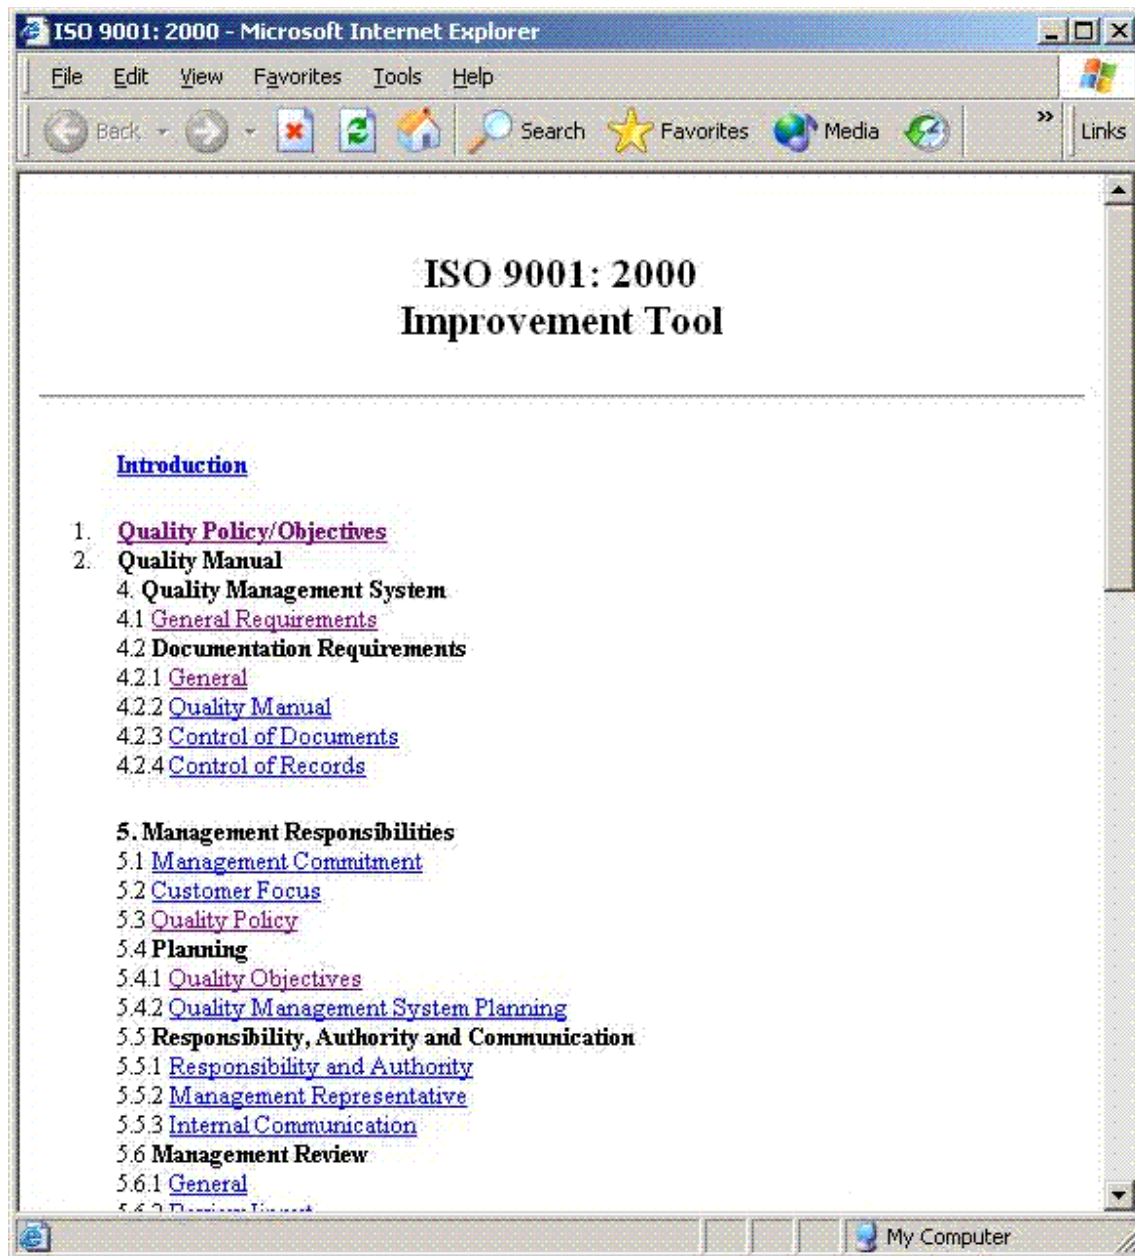 ISO 9001: 2000 - Microsoft Internet Explorer
File Edit View Favorites Tools Help
Back Search Favorites Media » Links
ISO 9001: 2000
Improvement Tool
Introduction
1. Quality Policy/Objectives
2. Quality Manual
4. Quality Management System
4.1 General Requirements
4.2 Documentation Requirements
4.2.1 General
4.2.2 Quality Manual
4.2.3 Control of Documents
4.2.4 Control of Records
5. Management Responsibilities
5.1 Management Commitment
5.2 Customer Focus
5.3 Quality Policy
5.4 Planning
5.4.1 Quality Objectives
5.4.2 Quality Management System Planning
5.5 Responsibility, Authority and Communication
5.5.1 Responsibility and Authority
5.5.2 Management Representative
5.5.3 Internal Communication
5.6 Management Review
5.6.1 General
My Computer